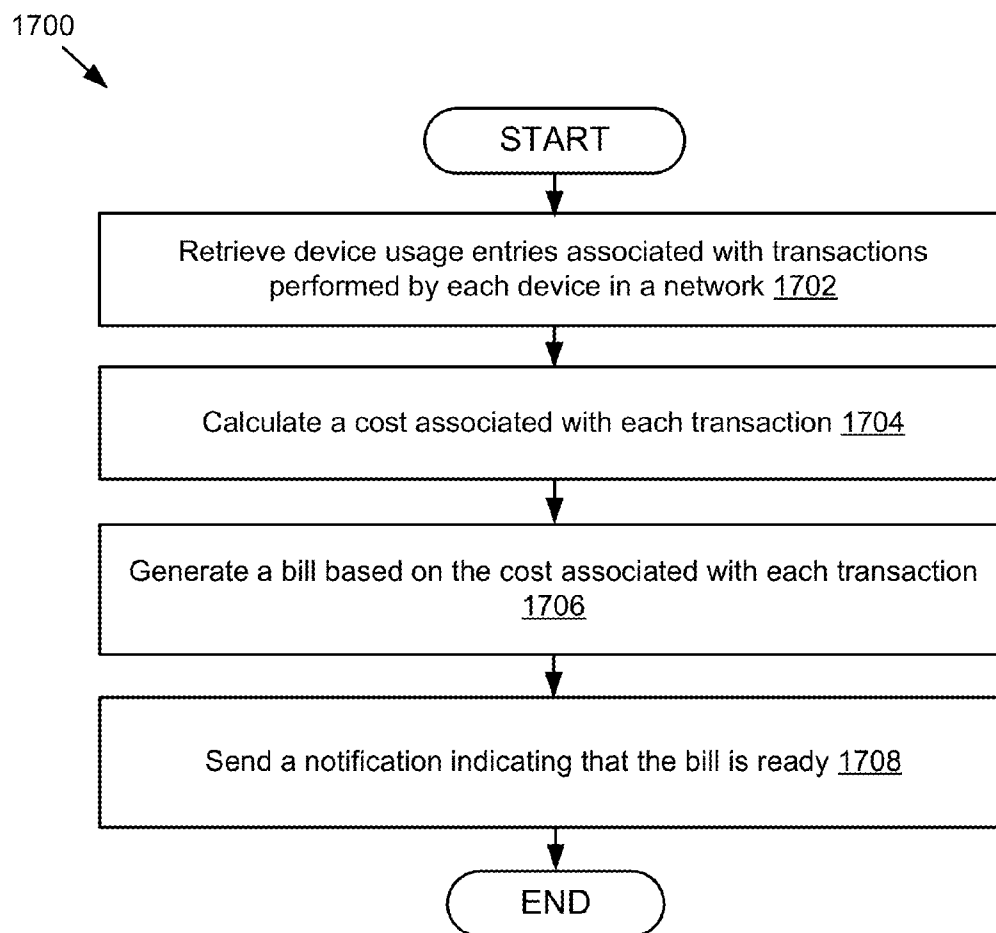 1700
START
Retrieve device usage entries associated with transactions
performed by each device in a network 1702
Calculate a cost associated with each transaction 1704
Generate a bill based on the cost associated with each transaction
1706
Send a notification indicating that the bill is ready 1708
END